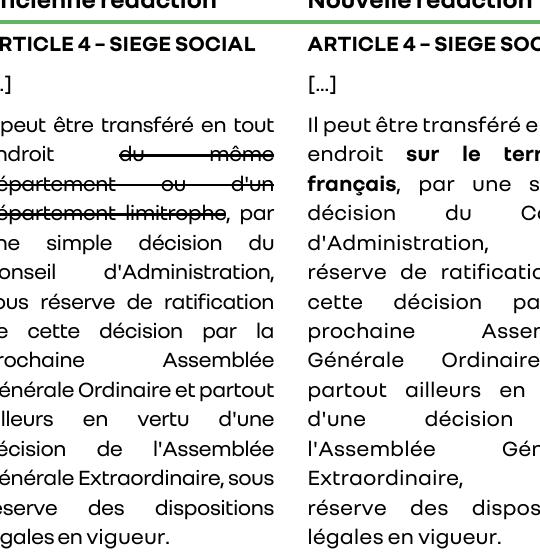 ncienne rédaction
RTICLE 4 – SIEGE SOCIAL
..]
peut être transféré en tout
ndroit du même
épartement ou d'un
épartement limitrophe, par
ne simple décision du
onseil d'Administration,
ous réserve de ratification
e cette décision par la
rochaine Assemblée
énérale Ordinaire et partout
illeurs en vertu d'une
écision de l'Assemblée
énérale Extraordinaire, sous
éserve des dispositions
gales en vigueur.
Nouvelle rédaction
ARTICLE 4 – SIEGE SOC
[...]
Il peut être transféré e
endroit sur le terr
français, par une s
décision du Co
d'Administration,
réserve de ratificatio
cette décision pa
prochaine Assem
Générale Ordinaire
partout ailleurs en
d'une décision
l'Assemblée Gén
Extraordinaire,
réserve des dispos
légales en vigueur.